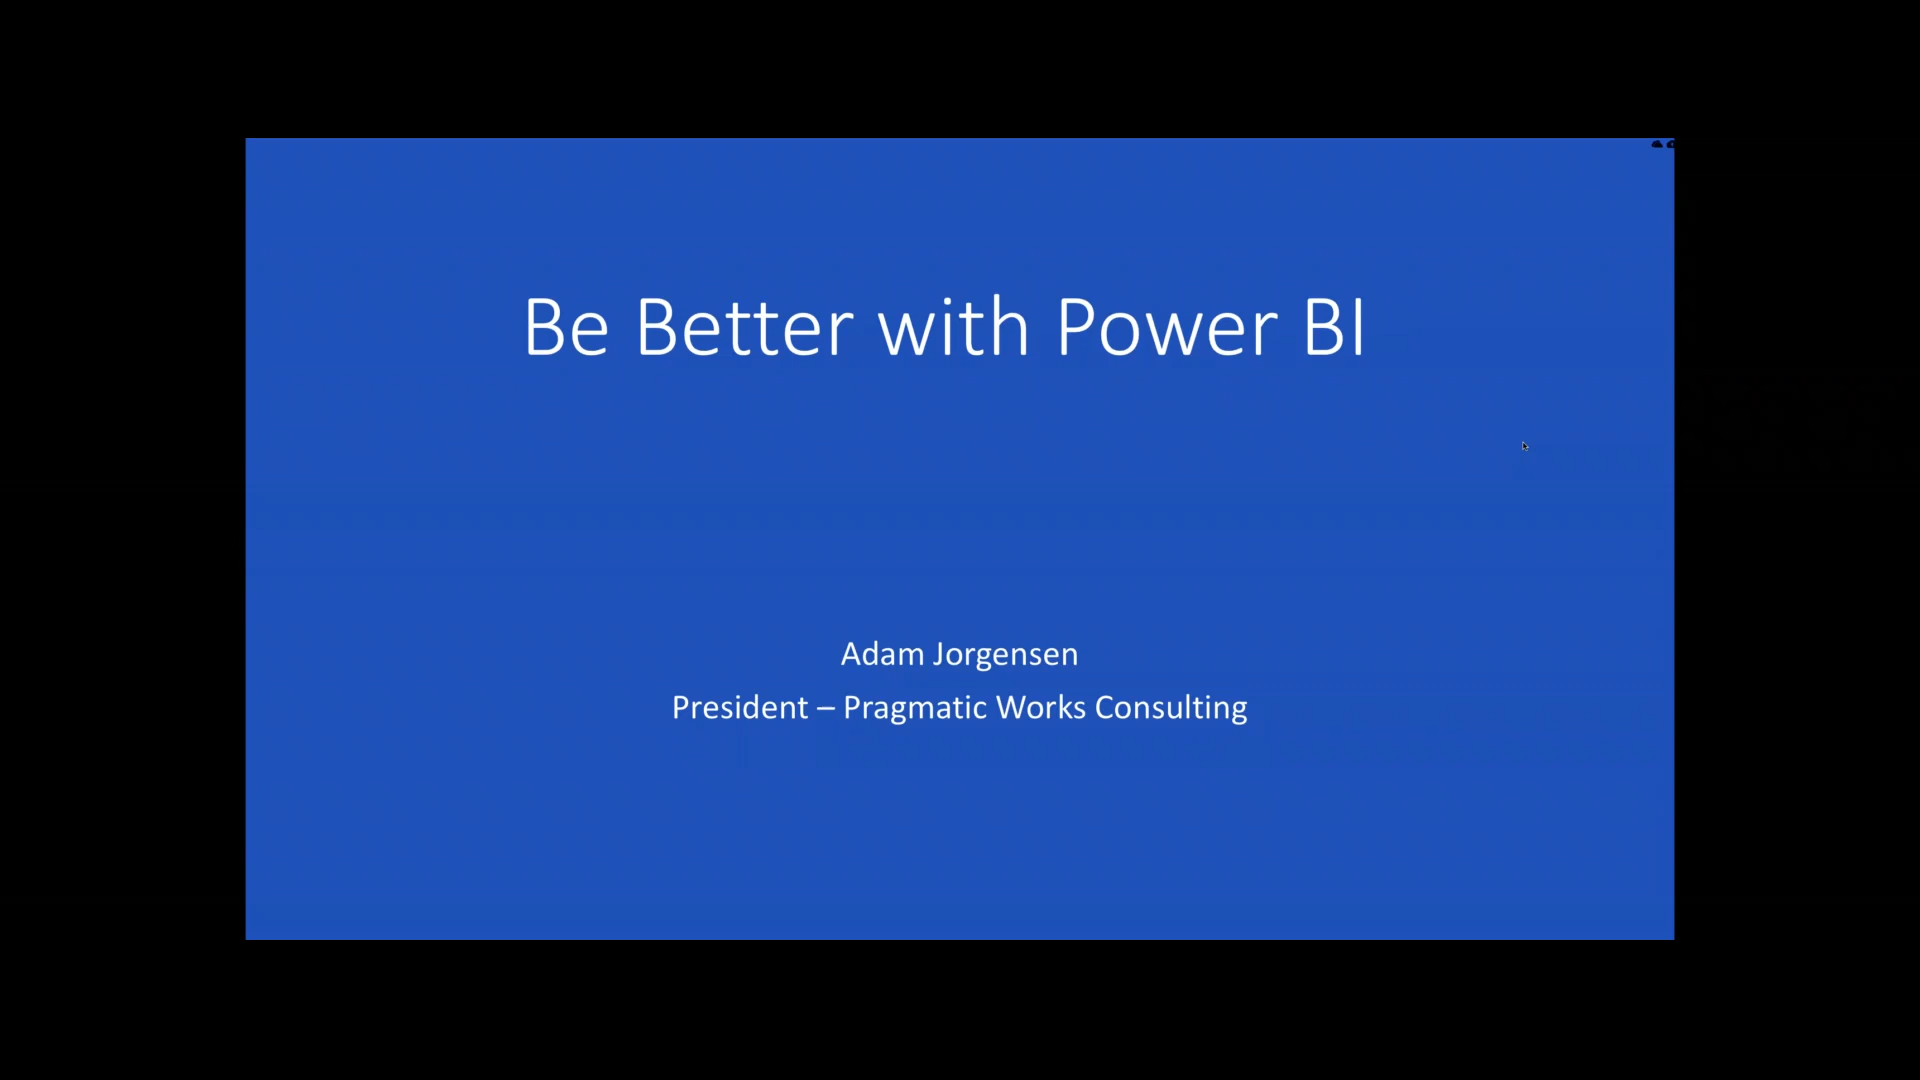 Be Better with Power BI
Adam Jorgensen
President – Pragmatic Works Consulting